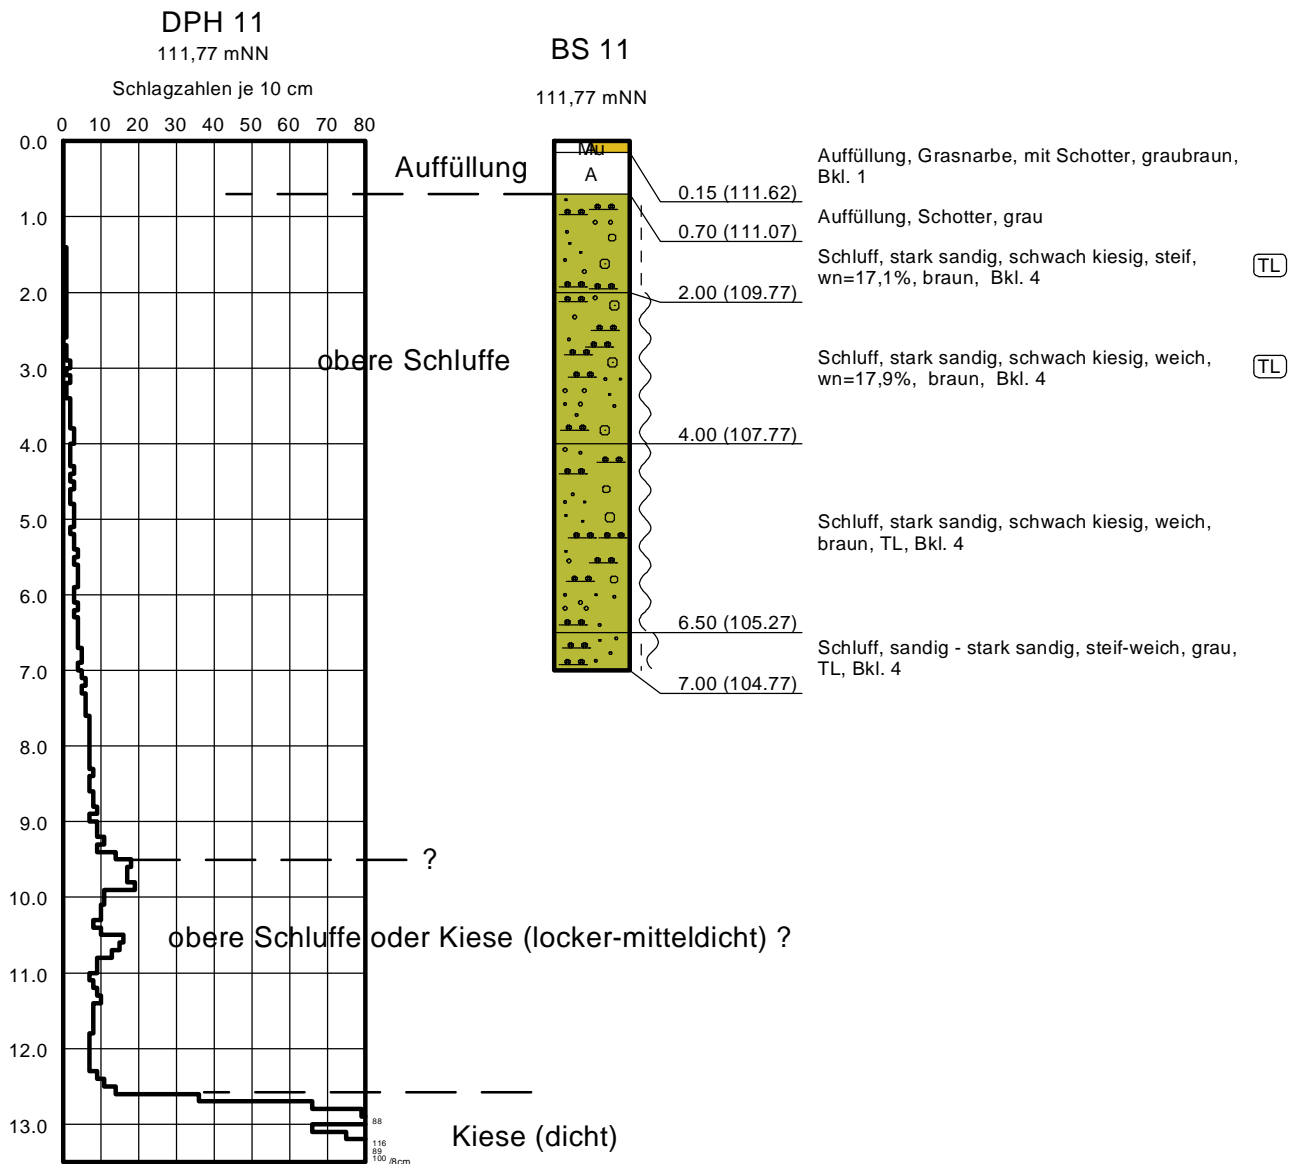 DPH 11
111,77 mNN
Schlagzahlen je 10 cm
0 10 20 30 40 50 60 70 80
0.0
1.0
2.0
3.0
4.0
5.0
6.0
7.0
8.0
9.0
10.0
11.0
12.0
13.0
88
116
89
100 /8cm
Auffüllung
obere Schluffe
?
obere Schluffe oder Kiese (locker-mitteldicht) ?
Kiese (dicht)
BS 11
111,77 mNN
Mu
A
0.15 (111.62)
0.70 (111.07)
2.00 (109.77)
4.00 (107.77)
6.50 (105.27)
7.00 (104.77)
Auffüllung, Grasnarbe, mit Schotter, graubraun,
Bkl. 1
Auffüllung, Schotter, grau
Schluff, stark sandig, schwach kiesig, steif,
wn=17,1%, braun, Bkl. 4
TL
Schluff, stark sandig, schwach kiesig, weich,
wn=17,9%, braun, Bkl. 4
TL
Schluff, stark sandig, schwach kiesig, weich,
braun, TL, Bkl. 4
Schluff, sandig - stark sandig, steif-weich, grau,
TL, Bkl. 4